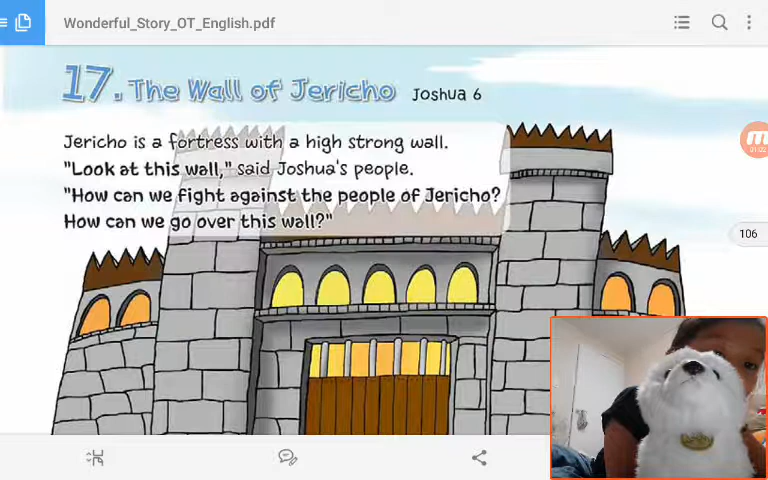 Wonderful_Story_OT_English.pdf
17. The Wall of Jericho Joshua 6
Jericho is a fortress with a high strong wall.
"Look at this wall," said Joshua's people.
"How can we fight against the people of Jericho?
How can we go over this wall?"
01:02
106